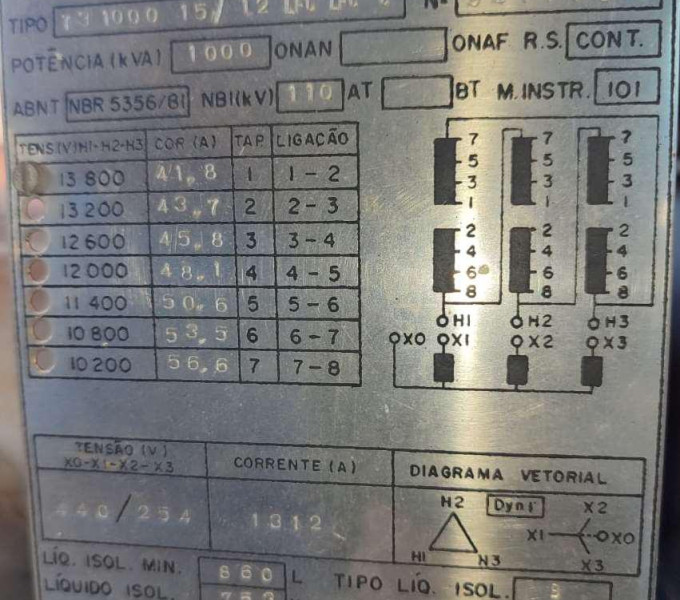 TIPO 1000 15/
POTÊNCIA (kVA) 1000 ONAN ONAF R.S. CONT.
ABNT NBR 5356/81 NBI(kV) 110 AT BT M.INSTR. 101
TENS(V)H1-H2-H3 COR (A) TAP. LIGAÇÃO
13 800 41,8 1 1 - 2
13 200 43,7 2 2 - 3
12 600 45,8 3 3 - 4
12 000 48,1 4 4 - 5
11 400 50,6 5 5 - 6
10 800 53,5 6 6 - 7
10 200 56,6 7 7 - 8
7 7 7
5 5 5
3 3 3
1 1 1
2 2 2
4 4 4
6 6 6
8 8 8
H1 H2 H3
X0 X1 X2 X3
TENSÃO (V)
X0-X1-X2-X3
CORRENTE (A)
DIAGRAMA VETORIAL
440/254
1312
H2 Dyn1 X2
X1 X0
H1 H3 X3
LÍQ. ISOL. MIN. 860 L TIPO LÍQ. ISOL.
LÍQUIDO ISOL.